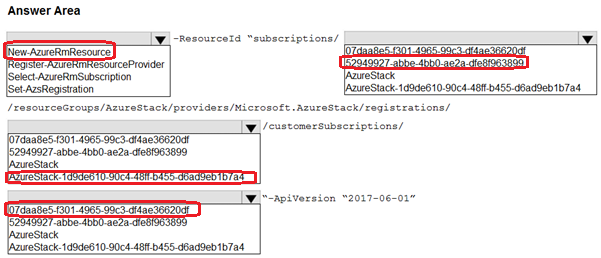 Answer Area
-ResourceId “subscriptions/
New-AzureRmResource
Register-AzureRmResourceProvider
Select-AzureRmSubscription
Set-AzsRegistration
07daa8e5-f301-4965-99c3-df4ae36620df
52949927-abbe-4bb0-ae2a-dfe8f963899
AzureStack
AzureStack-1d9de610-90c4-48ff-b455-d6ad9eb1b7a4
/resourceGroups/AzureStack/providers/Microsoft.AzureStack/registrations/
/customerSubscriptions/
07daa8e5-f301-4965-99c3-df4ae36620df
52949927-abbe-4bb0-ae2a-dfe8f963899
AzureStack
AzureStack-1d9de610-90c4-48ff-b455-d6ad9eb1b7a4
“-ApiVersion “2017-06-01”
07daa8e5-f301-4965-99c3-df4ae36620df
52949927-abbe-4bb0-ae2a-dfe8f963899
AzureStack
AzureStack-1d9de610-90c4-48ff-b455-d6ad9eb1b7a4